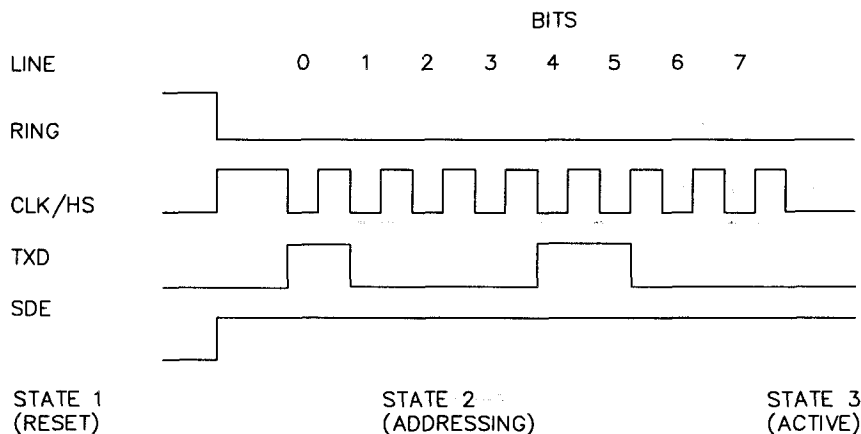 BITS
LINE 0 1 2 3 4 5 6 7
RING
CLK/HS
TXD
SDE
STATE 1 STATE 2 STATE 3
(RESET) (ADDRESSING) (ACTIVE)